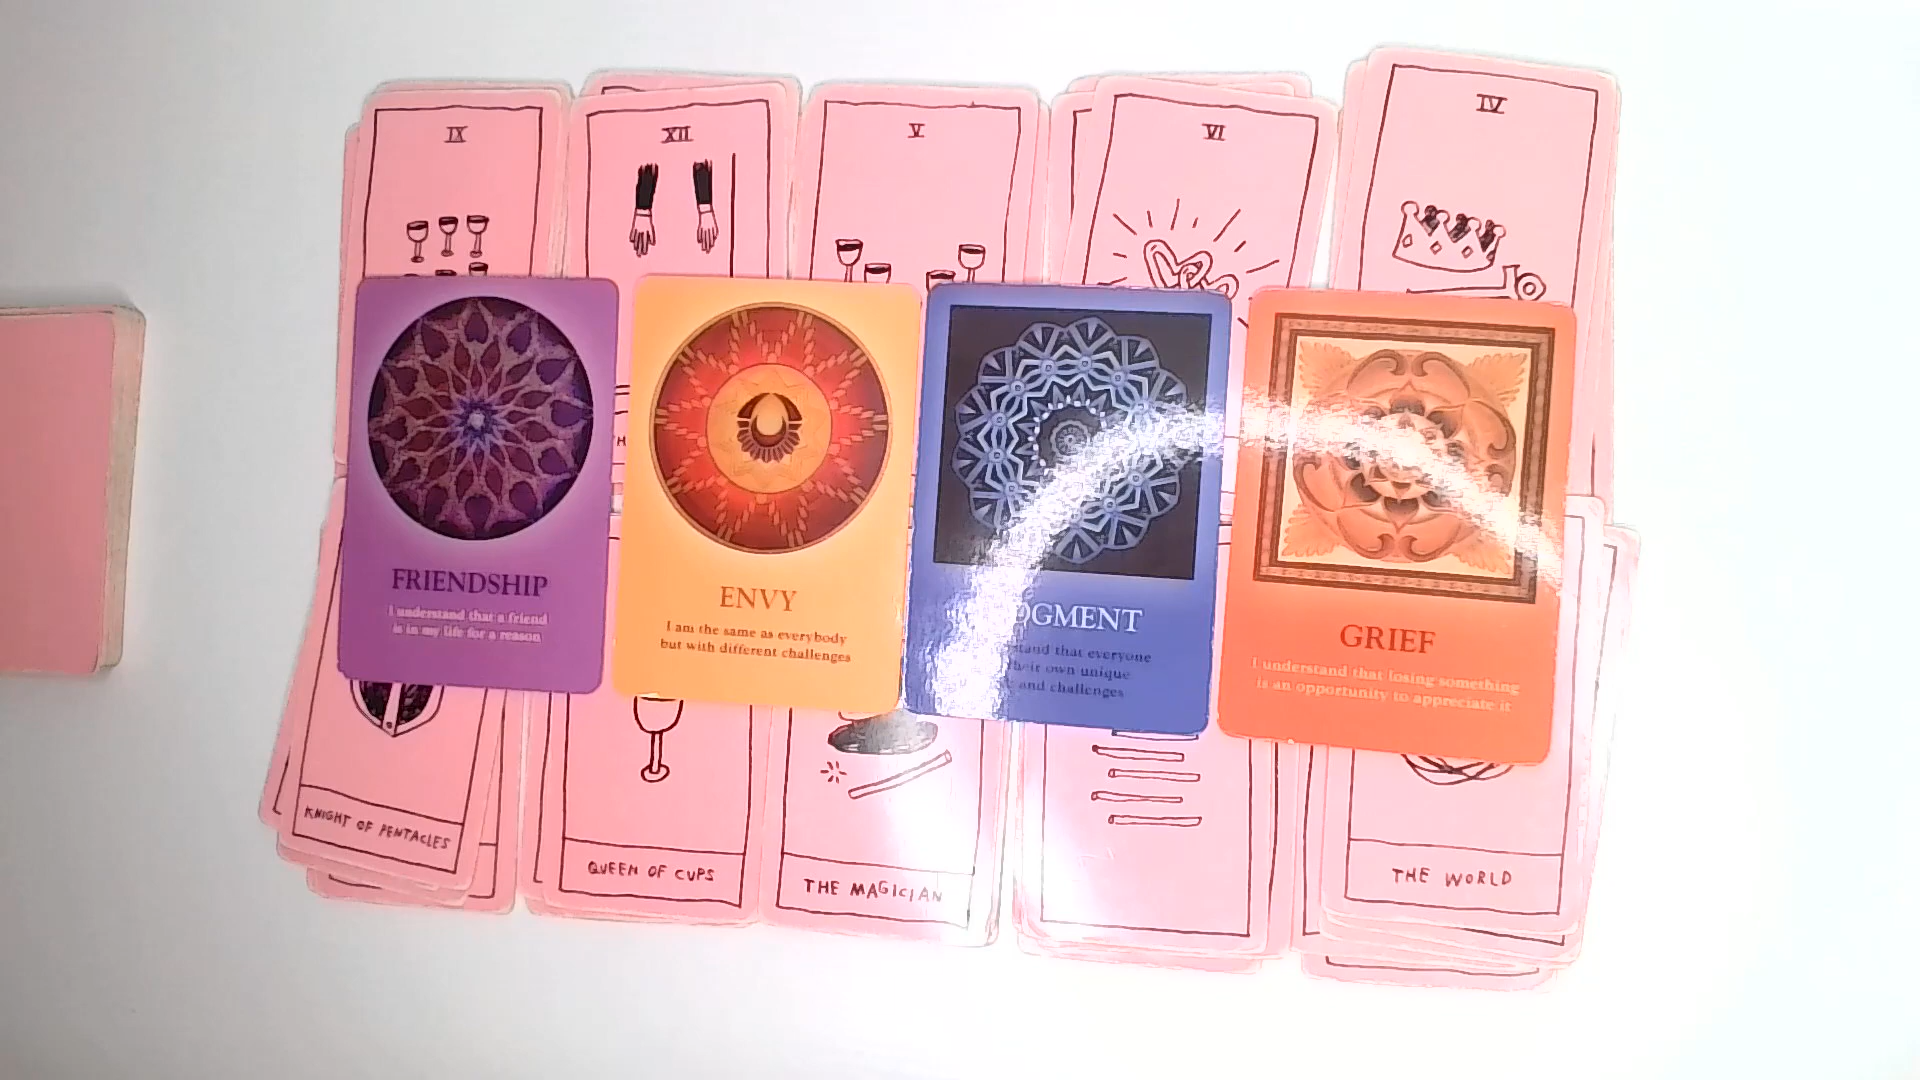 IX
XII
V
VI
IV
H
FRIENDSHIP
I understand that a friend
is in my life for a reason
ENVY
I am the same as everybody
but with different challenges
DGMENT
stand that everyone
their own unique
and challenges
GRIEF
I understand that losing something
is an opportunity to appreciate it
KNIGHT OF PENTACLES
QUEEN OF CUPS
THE MAGICIAN
THE WORLD